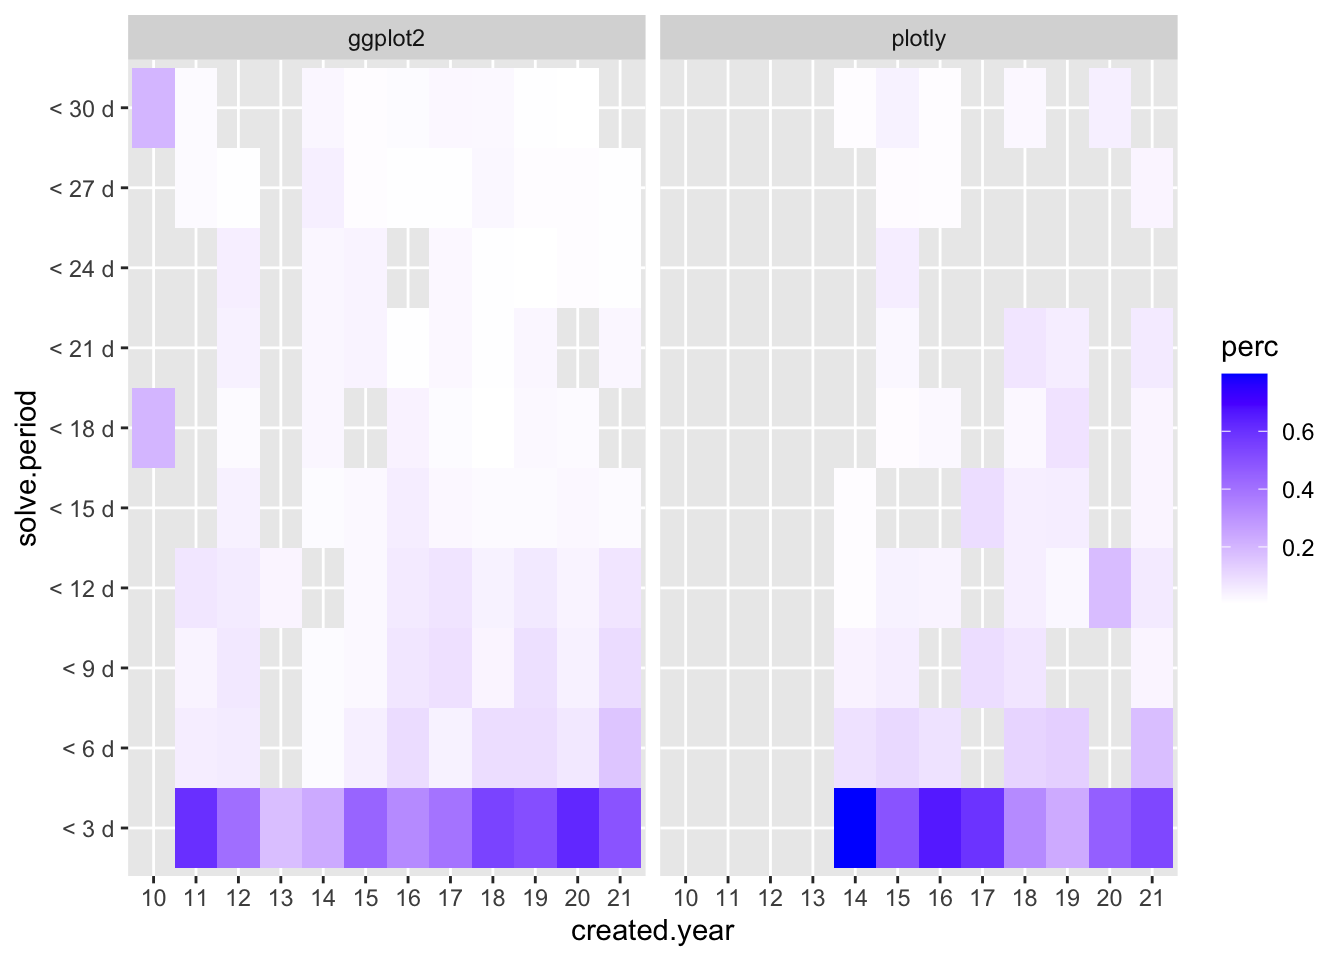 ggplot2
plotly
< 30 d
< 27 d
< 24 d
< 21 d
< 18 d
< 15 d
< 12 d
< 9 d
< 6 d
< 3 d
solve.period
10 11 12 13 14 15 16 17 18 19 20 21
10 11 12 13 14 15 16 17 18 19 20 21
created.year
perc
0.6
0.4
0.2